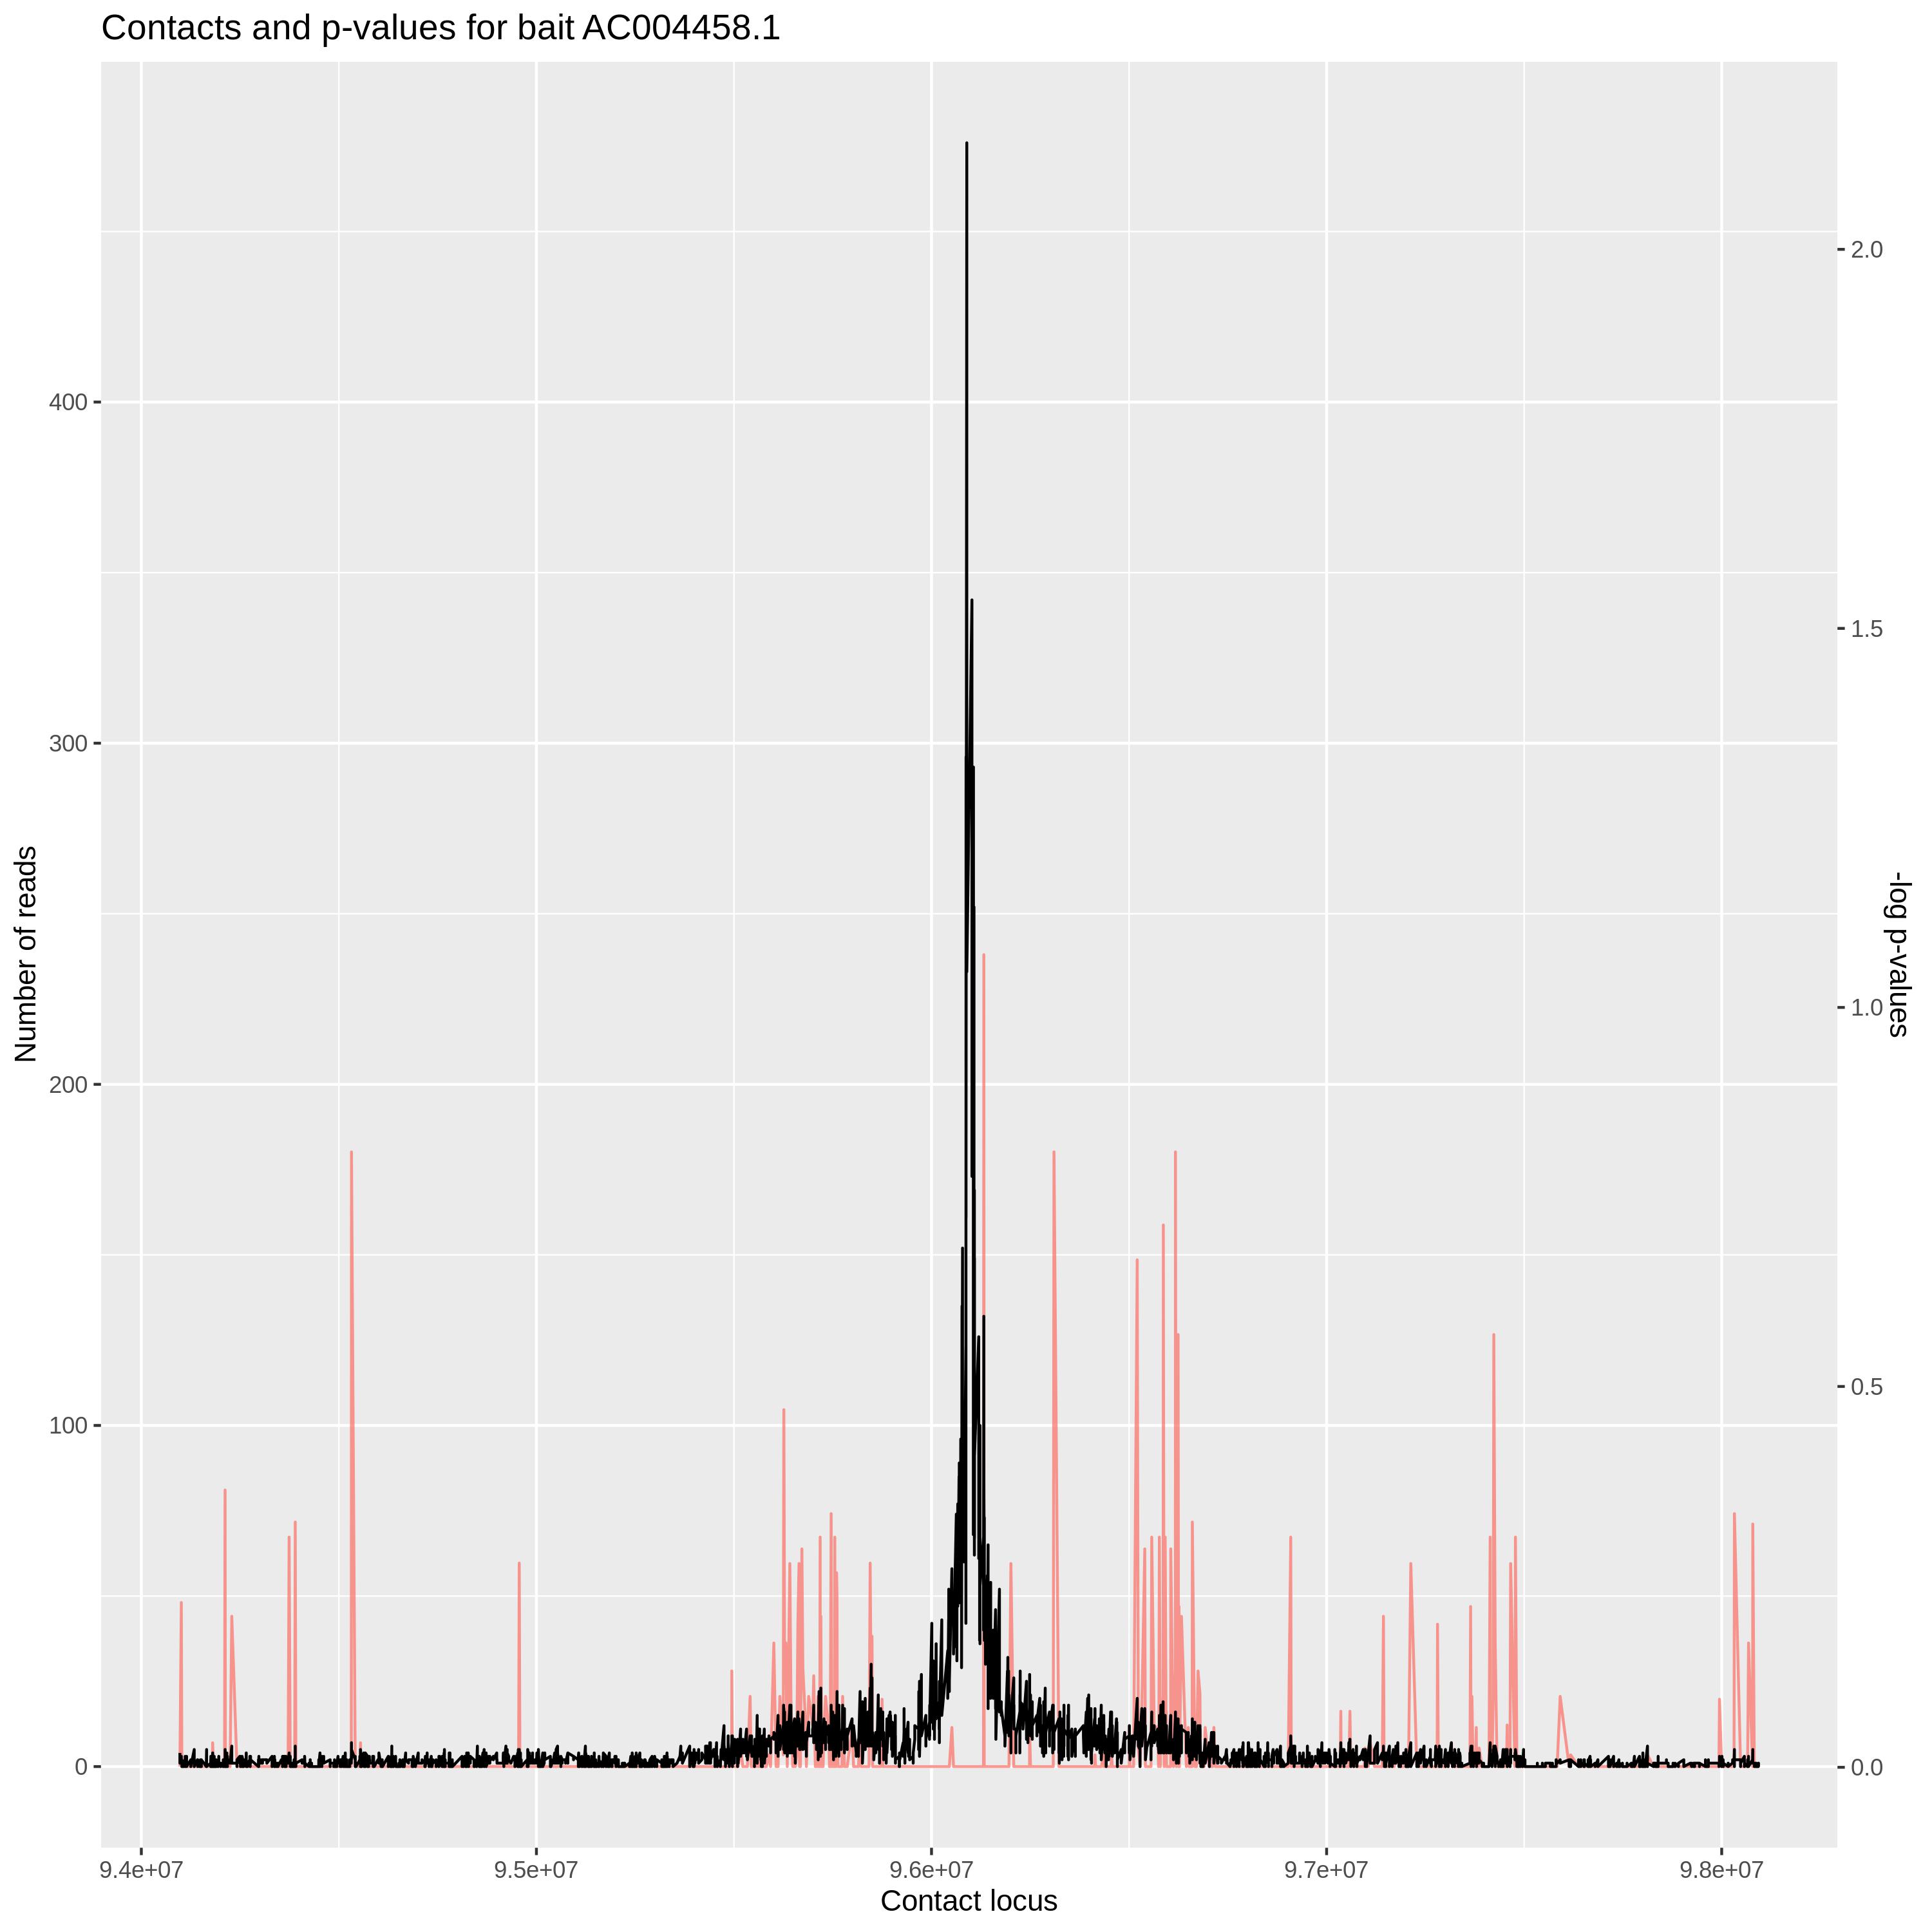 Contacts and p-values for bait AC004458.1
Number of reads
400
300
200
100
0
2.0
1.5
1.0
0.5
0.0
-log p-values
9.4e+07
9.5e+07
9.6e+07
9.7e+07
9.8e+07
Contact locus